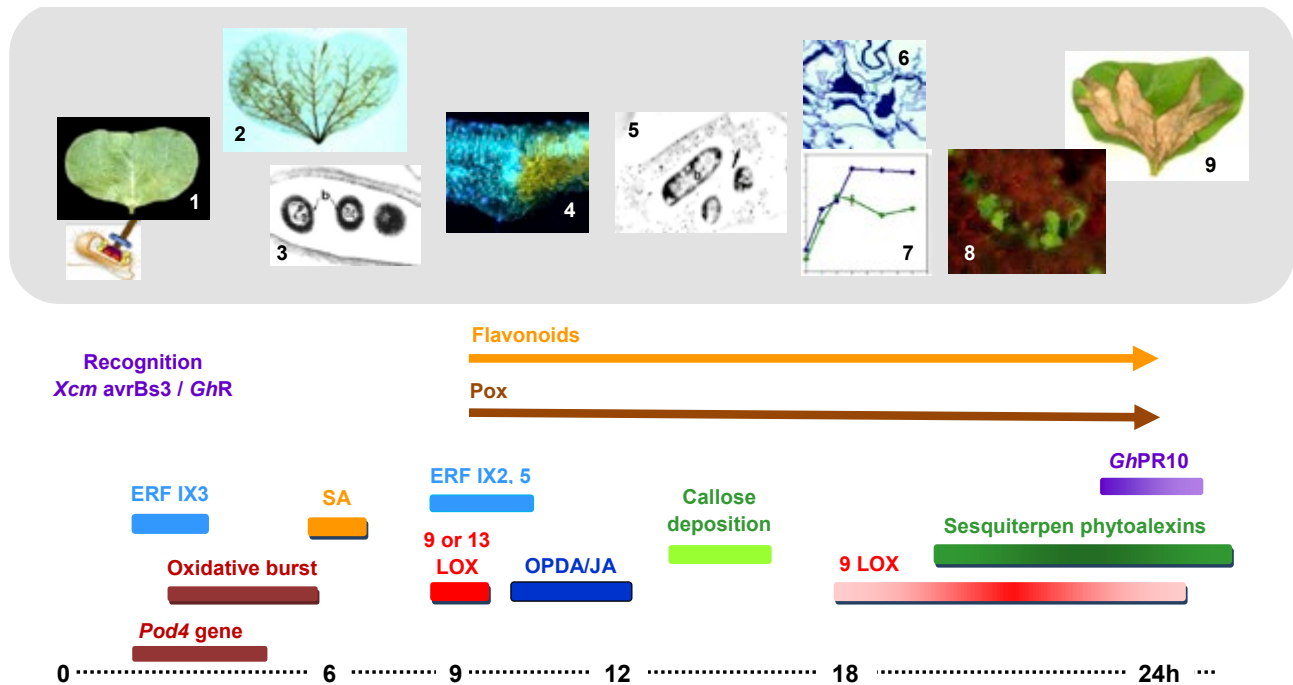 1
2
3
b
4
5
6
7
8
9
Flavonoids
Recognition
Xcm avrBs3 / GhR
Pox
ERF IX3
SA
ERF IX2, 5
Callose
deposition
GhPR10
Sesquiterpen phytoalexins
Oxidative burst
9 or 13
LOX
OPDA/JA
9 LOX
Pod4 gene
0 6 9 12 18 24h